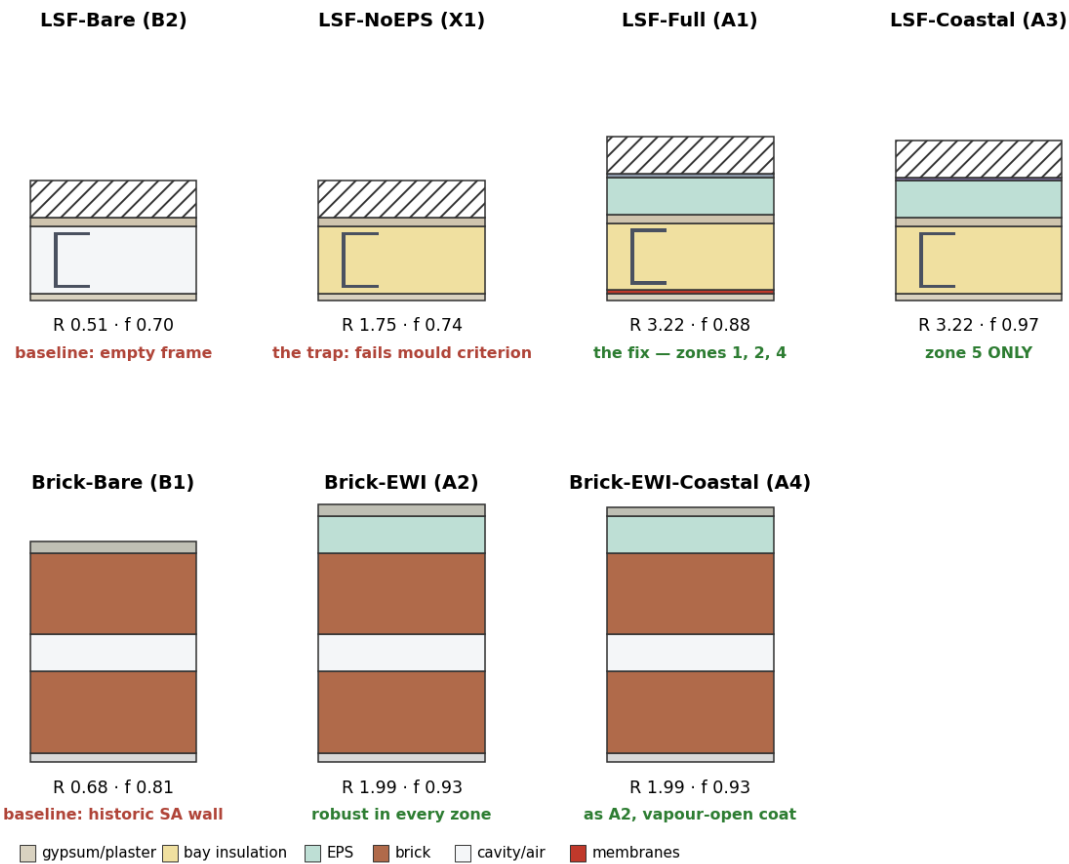 LSF-Bare (B2)
LSF-NoEPS (X1)
LSF-Full (A1)
LSF-Coastal (A3)
R 0.51 · f 0.70
R 1.75 · f 0.74
R 3.22 · f 0.88
R 3.22 · f 0.97
baseline: empty frame
the trap: fails mould criterion
the fix — zones 1, 2, 4
zone 5 ONLY
Brick-Bare (B1)
Brick-EWI (A2)
Brick-EWI-Coastal (A4)
R 0.68 · f 0.81
R 1.99 · f 0.93
R 1.99 · f 0.93
baseline: historic SA wall
robust in every zone
as A2, vapour-open coat
gypsum/plaster
bay insulation
EPS
brick
cavity/air
membranes